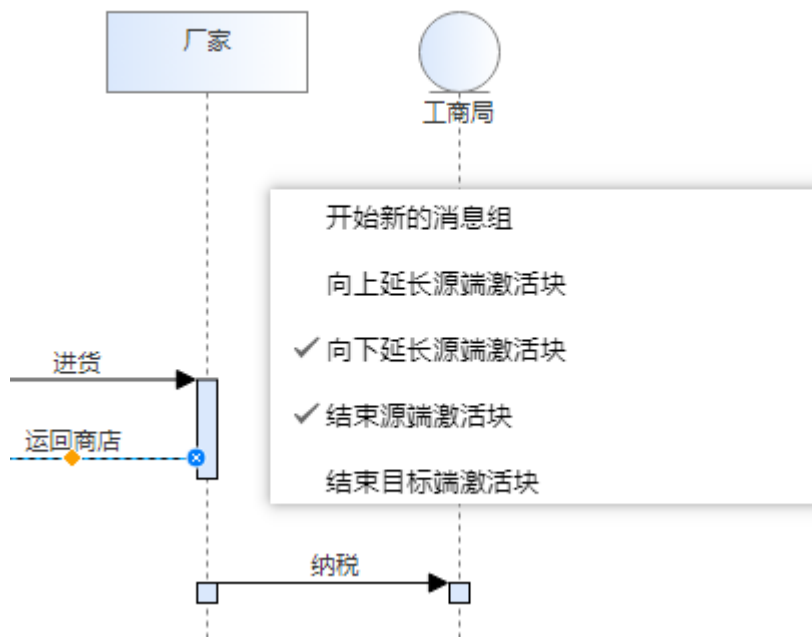 厂家
工商局
开始新的消息组
向上延长源端激活块
向下延长源端激活块
进货
结束源端激活块
运回商店
结束目标端激活块
纳税